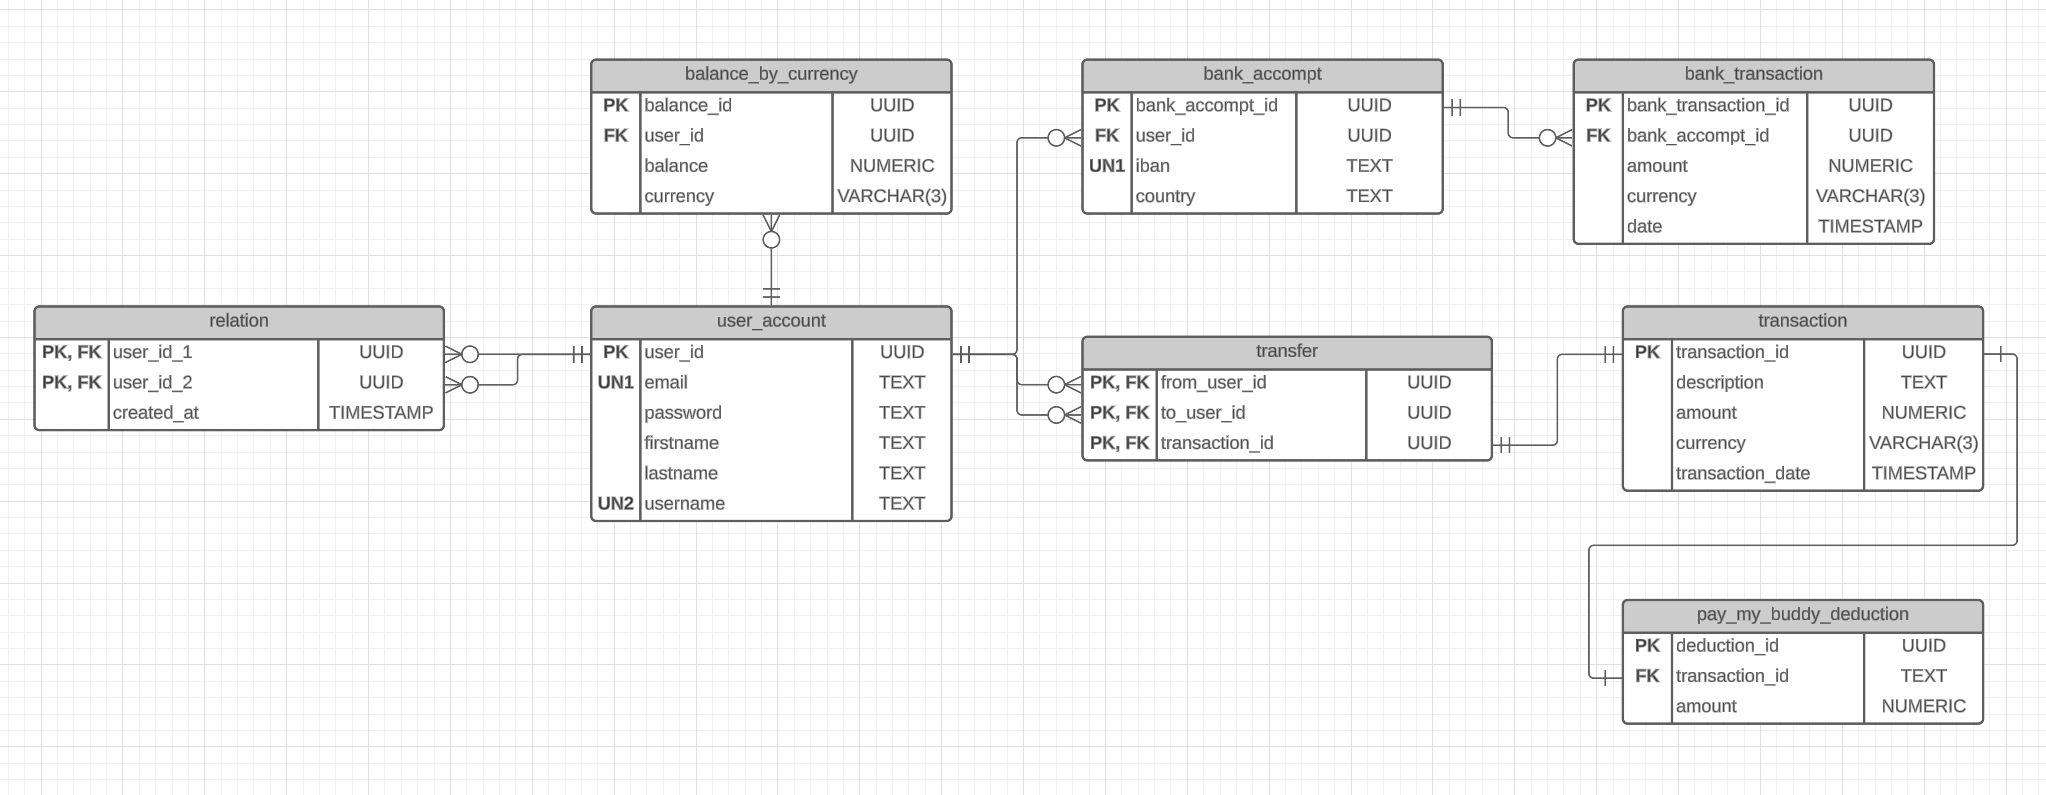 balance_by_currency
PK balance_id UUID
FK user_id UUID
balance NUMERIC
currency VARCHAR(3)
bank_accompt
PK bank_accompt_id UUID
FK user_id UUID
UN1 iban TEXT
country TEXT
bank_transaction
PK bank_transaction_id UUID
FK bank_accompt_id UUID
amount NUMERIC
currency VARCHAR(3)
date TIMESTAMP
relation
PK, FK user_id_1 UUID
PK, FK user_id_2 UUID
created_at TIMESTAMP
user_account
PK user_id UUID
UN1 email TEXT
password TEXT
firstname TEXT
lastname TEXT
UN2 username TEXT
transfer
PK, FK from_user_id UUID
PK, FK to_user_id UUID
PK, FK transaction_id UUID
transaction
PK transaction_id UUID
description TEXT
amount NUMERIC
currency VARCHAR(3)
transaction_date TIMESTAMP
pay_my_buddy_deduction
PK deduction_id UUID
FK transaction_id TEXT
amount NUMERIC